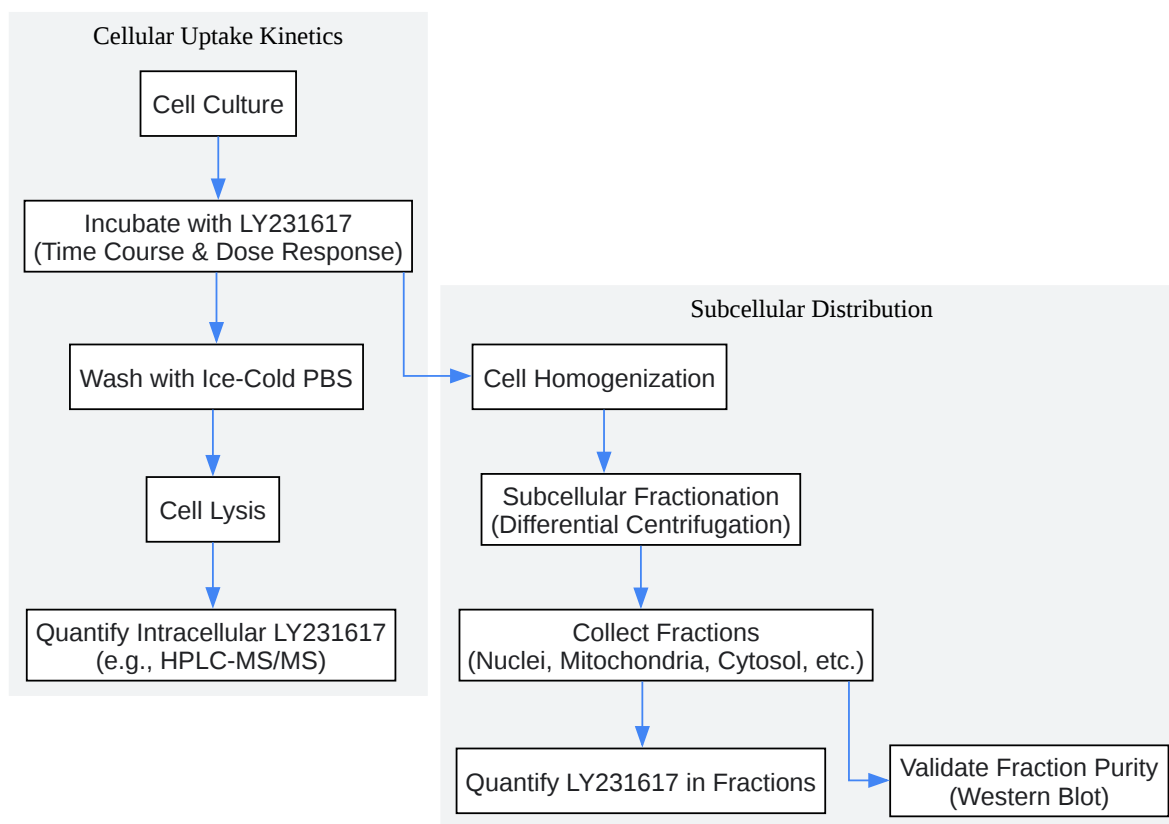 Cellular Uptake Kinetics
Cell Culture
Incubate with LY231617
(Time Course & Dose Response)
Wash with Ice-Cold PBS
Cell Lysis
Quantify Intracellular LY231617
(e.g., HPLC-MS/MS)
Subcellular Distribution
Cell Homogenization
Subcellular Fractionation
(Differential Centrifugation)
Collect Fractions
(Nuclei, Mitochondria, Cytosol, etc.)
Quantify LY231617 in Fractions
Validate Fraction Purity
(Western Blot)